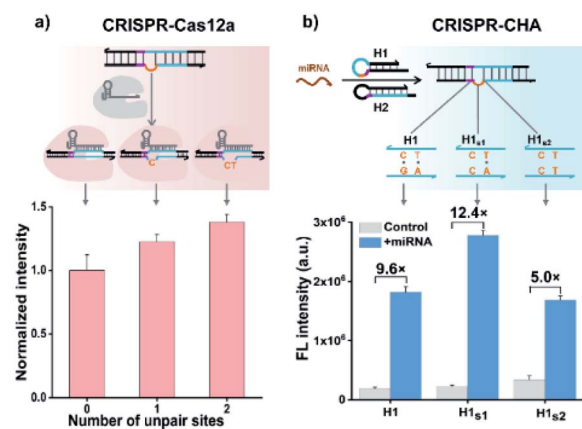 a) CRISPR-Cas12a
C
CT
Normalized intensity
1.5
1.0
0.5
0.0
0 1 2
Number of unpair sites
b) CRISPR-CHA
miRNA
H1
H2
H1 H1s1 H1s2
C T C T C T
G A C A
FL intensity (a.u.)
3x10⁶
2x10⁶
1x10⁶
0
Control
+miRNA
9.6×
12.4×
5.0×
H1 H1s1 H1s2